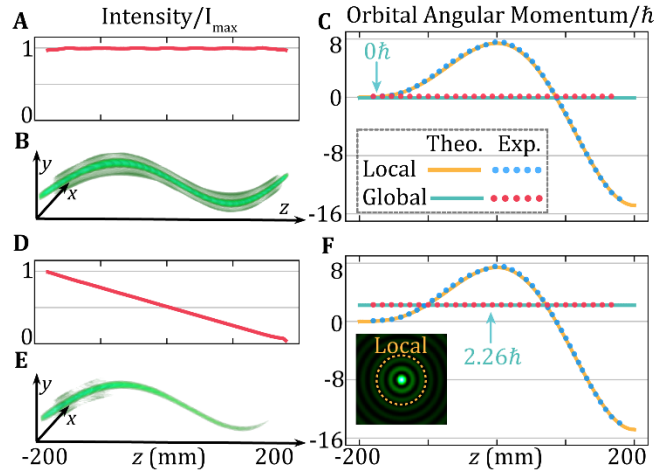 A
Intensity/Imax
1
0
B
y
x
z
C
Orbital Angular Momentum/ℏ
8
0
-8
-16
0ℏ
Theo. Exp.
Local
Global
D
1
0
E
y
x
-200 z (mm) 200
F
8
0
-8
-16
2.26ℏ
Local
-200 z (mm) 200